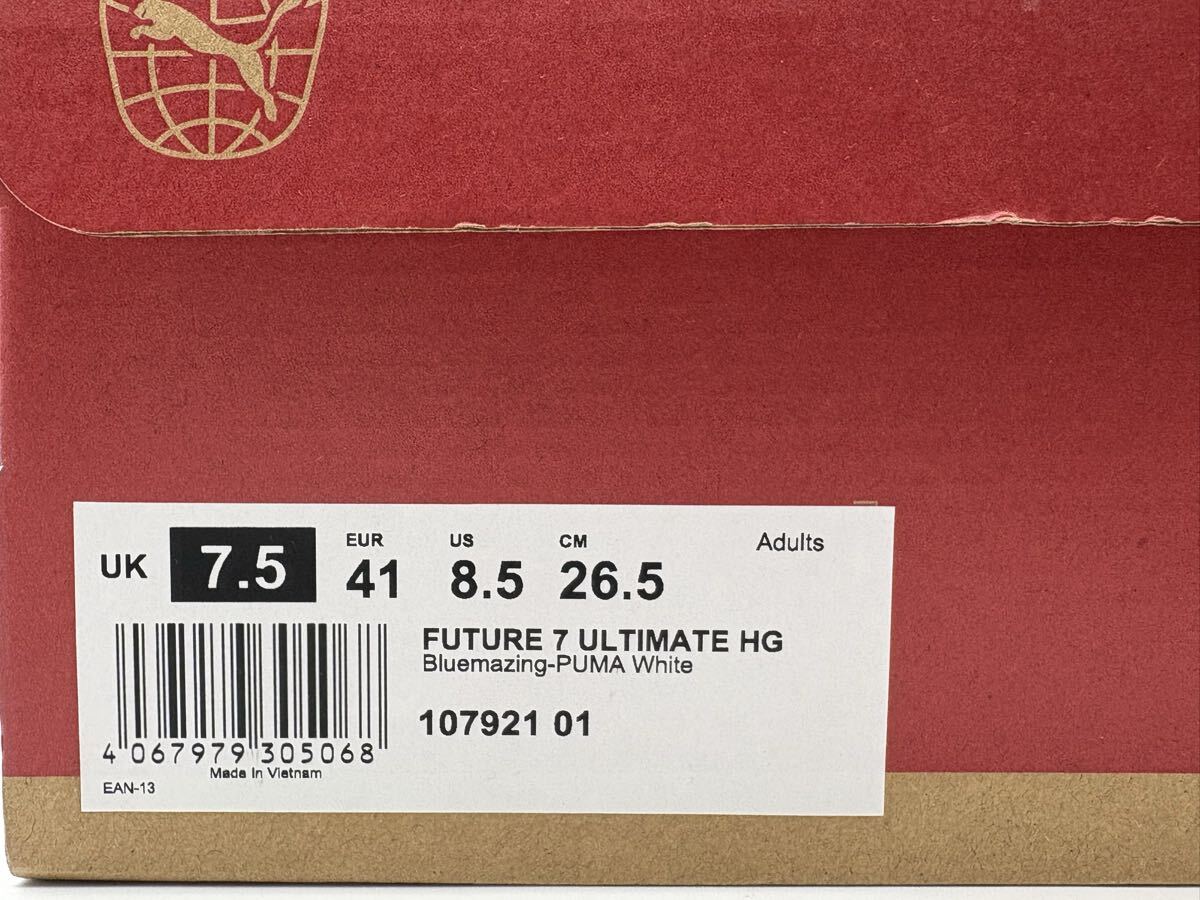 UK 7.5 EUR 41 US 8.5 CM 26.5 Adults
FUTURE 7 ULTIMATE HG
Bluemazing-PUMA White
107921 01
4 067979 305068
Made in Vietnam
EAN-13